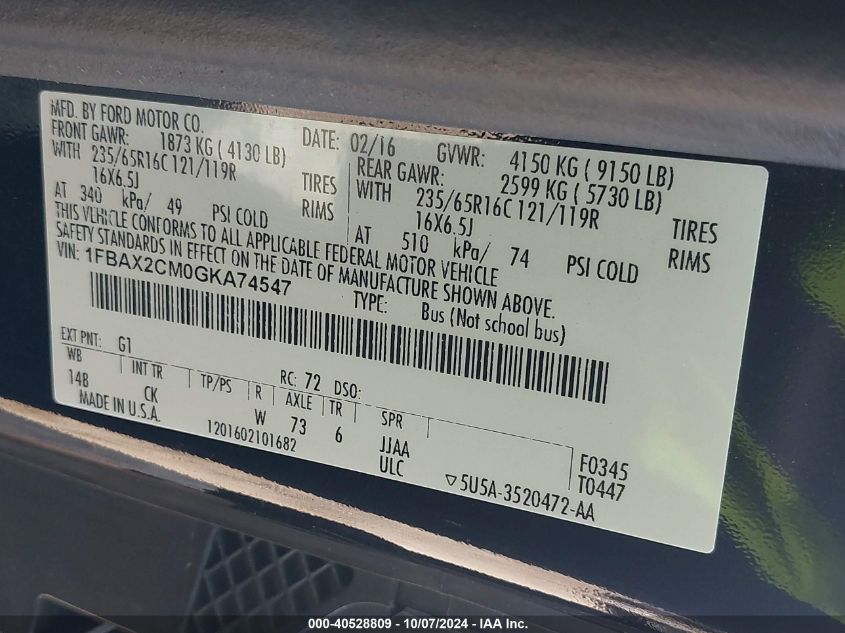 MFD. BY FORD MOTOR CO.
DATE: 02/16
GVWR: 4150 KG ( 9150 LB)
FRONT GAWR: 1873 KG ( 4130 LB)
REAR GAWR: 2599 KG ( 5730 LB)
WITH 235/65R16C 121/119R TIRES
WITH 235/65R16C 121/119R TIRES
16X6.5J RIMS
16X6.5J RIMS
AT 340 kPa/ 49 PSI COLD
AT 510 kPa/ 74 PSI COLD
THIS VEHICLE CONFORMS TO ALL APPLICABLE FEDERAL MOTOR VEHICLE
SAFETY STANDARDS IN EFFECT ON THE DATE OF MANUFACTURE SHOWN ABOVE.
VIN: 1FBAX2CM0GKA74547
TYPE: Bus (Not school bus)
EXT PNT: G1
RC: 72 DSO:
WB INT TR TP/PS R AXLE TR SPR
14B CK W 73 6 JJAA
ULC
MADE IN U.S.A.
1201602101682
F0345
T0447
▽5U5A-3520472-AA
000-40528809 - 10/07/2024 - IAA Inc.